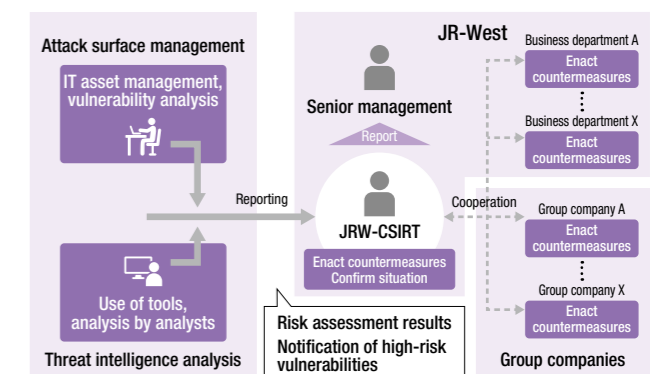 Attack surface management
IT asset management,
vulnerability analysis
Use of tools,
analysis by analysts
Threat intelligence analysis
Reporting
JR-West
Senior management
Report
JRW-CSIRT
Enact countermeasures
Confirm situation
Risk assessment results
Notification of high-risk
vulnerabilities
Cooperation
Business department A
Enact
countermeasures
Business department X
Enact
countermeasures
Group company A
Enact
countermeasures
Group company X
Enact
countermeasures
Group companies